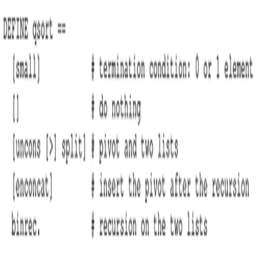 DEFINE qsort ==
[small] # termination condition: 0 or 1 element
[] # do nothing
[uncons [>] split] # pivot and two lists
[enconcat] # insert the pivot after the recursion
binrec. # recursion on the two lists